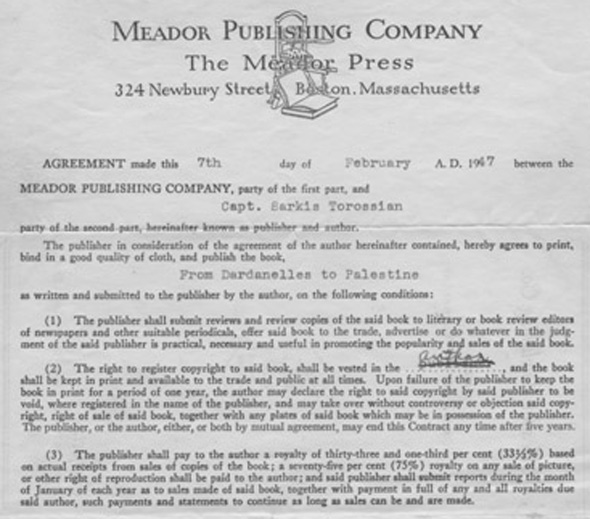 MEADOR PUBLISHING COMPANY
The Meador Press
324 Newbury Street, Boston, Massachusetts
AGREEMENT made this 7th day of February A. D. 1947 between the
MEADOR PUBLISHING COMPANY, party of the first part, and
Capt. Sarkis Torossian
party of the second part, hereinafter known as publisher and author.
The publisher in consideration of the agreement of the author hereinafter contained, hereby agrees to print,
bind in a good quality of cloth, and publish the book,
From Dardanelles to Palestine
as written and submitted to the publisher by the author, on the following conditions:
(1) The publisher shall submit reviews and review copies of the said book to literary or book review editors
of newspapers and other suitable periodicals, offer said book to the trade, advertise or do whatever in the judg-
ment of the said publisher is practical, necessary and useful in promoting the popularity and sales of the said book.
(2) The right to register copyright to said book, shall be vested in the author, and the book
shall be kept in print and available to the trade and public at all times. Upon failure of the publisher to keep the
book in print for a period of one year, the author may declare the right to said copyright by said publisher to be
void, where registered in the name of the publisher, and may take over without controversy or objection said copy-
right, right of sale of said book, together with any plates of said book which may be in possession of the publisher.
The publisher, or the author, either, or both by mutual agreement, may end this Contract any time after five years.
(3) The publisher shall pay to the author a royalty of thirty-three and one-third per cent (33⅓%) based
on actual receipts from sales of copies of the book; a seventy-five per cent (75%) royalty on any sale of picture,
or other right of reproduction shall be paid to the author; and said publisher shall submit reports during the month
of January of each year as to sales made of said book, together with payment in full of any and all royalties due
said author, such payments and statements to continue as long as sales can be and are made.